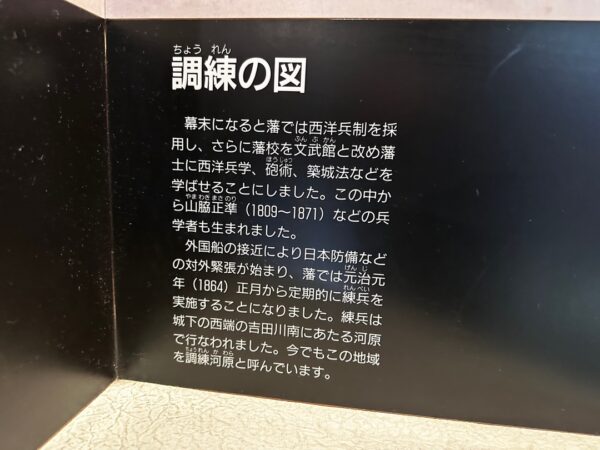 ちょう れん
調練の図
幕末になると藩では西洋兵制を採
ぶん ぶ かん
用し、さらに藩校を文武館と改め藩
ほうじゅつ
士に西洋兵学、砲術、築城法などを
学ばせることにしました。この中か
やま わき まさ のり
ら山脇正準（1809〜1871）などの兵
学者も生まれました。
外国船の接近により日本防備など
げん じ
の対外緊張が始まり、藩では元治元
れんぺい
年（1864）正月から定期的に練兵を
実施することになりました。練兵は
城下の西端の吉田川南にあたる河原
で行なわれました。今でもこの地域
ちょうれん か わら
を調練河原と呼んでいます。